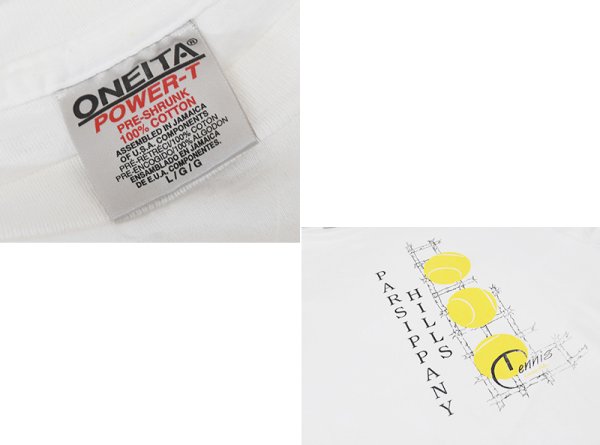 ONEITA®
POWER-T
PRE-SHRUNK
100% COTTON
ASSEMBLED IN JAMAICA
OF U.S.A. COMPONENTS
PRE-RETREC/100% COTON
PRE-ENCOGIDO/100% ALGODON
ENSAMBLADO EN JAMAICA
DE E.U.A. COMPONENTES.
L/G/G
PARSIPPANY
HILLS
Tennis